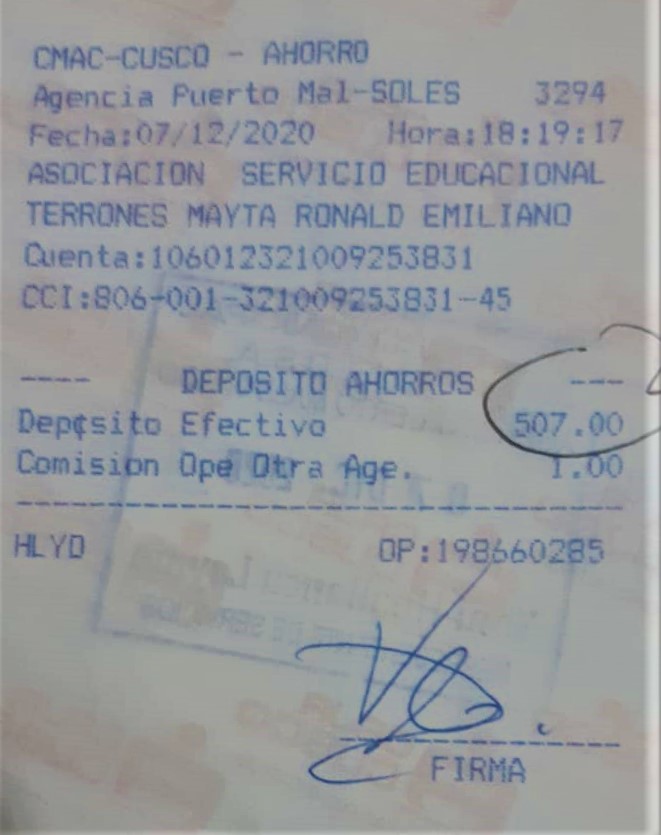 CMAC-CUSCO - AHORRO
Agencia Puerto Mal-SOLES 3294
Fecha:07/12/2020 Hora:18:19:17
ASOCIACION SERVICIO EDUCACIONAL
TERRONES MAYTA RONALD EMILIANO
Cuenta:106012321009253831
CCI:806-001-321009253831-45
---- DEPOSITO AHORROS ---
Depósito Efectivo 507.00
Comision Ope Otra Age. 1.00
HLYD OP:198660285
FIRMA